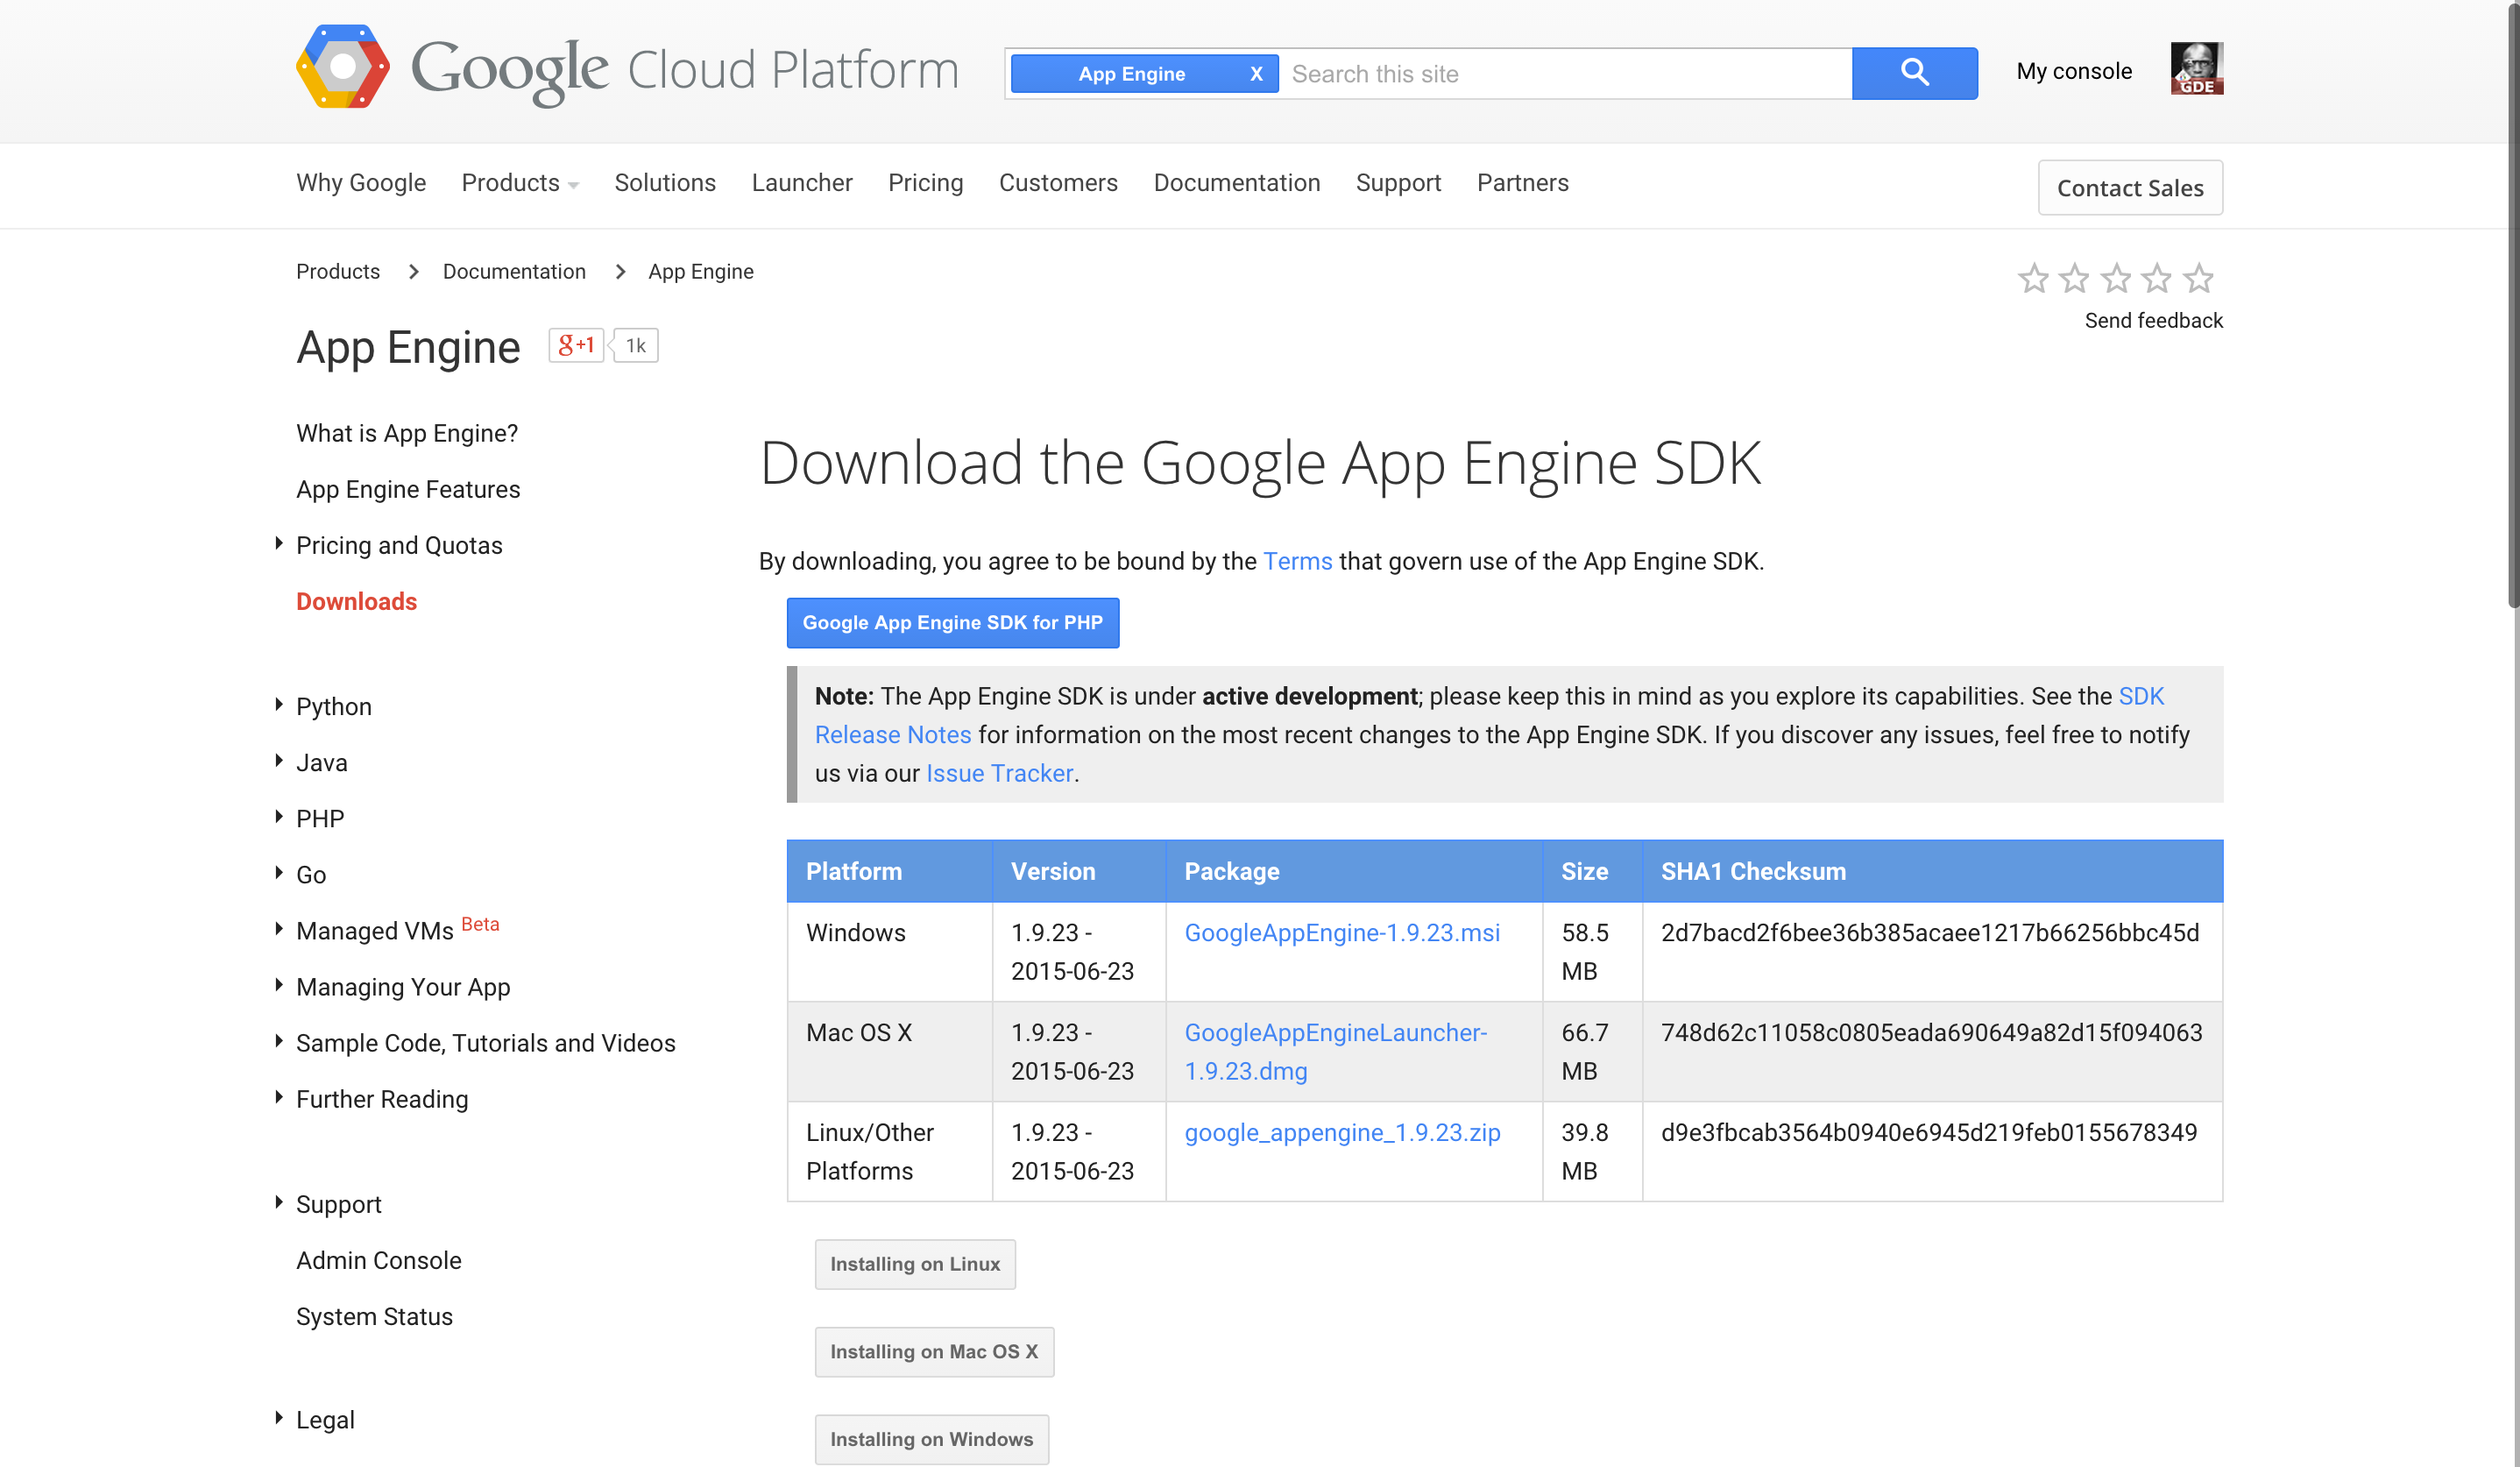 Google Cloud Platform
App Engine X Search this site
My console
GDE
Why Google Products Solutions Launcher Pricing Customers Documentation Support Partners
Contact Sales
Products > Documentation > App Engine
Send feedback
App Engine g+1 1k
What is App Engine?
App Engine Features
Pricing and Quotas
Downloads
Python
Java
PHP
Go
Managed VMs Beta
Managing Your App
Sample Code, Tutorials and Videos
Further Reading
Support
Admin Console
System Status
Legal
Download the Google App Engine SDK
By downloading, you agree to be bound by the Terms that govern use of the App Engine SDK.
Google App Engine SDK for PHP
Note: The App Engine SDK is under active development; please keep this in mind as you explore its capabilities. See the SDK
Release Notes for information on the most recent changes to the App Engine SDK. If you discover any issues, feel free to notify
us via our Issue Tracker.
Platform Version Package Size SHA1 Checksum
Windows 1.9.23 - GoogleAppEngine-1.9.23.msi 58.5 2d7bacd2f6bee36b385acaee1217b66256bbc45d
2015-06-23 MB
Mac OS X 1.9.23 - GoogleAppEngineLauncher- 66.7 748d62c11058c0805eada690649a82d15f094063
2015-06-23 1.9.23.dmg MB
Linux/Other 1.9.23 - google_appengine_1.9.23.zip 39.8 d9e3fbcab3564b0940e6945d219feb0155678349
Platforms 2015-06-23 MB
Installing on Linux
Installing on Mac OS X
Installing on Windows